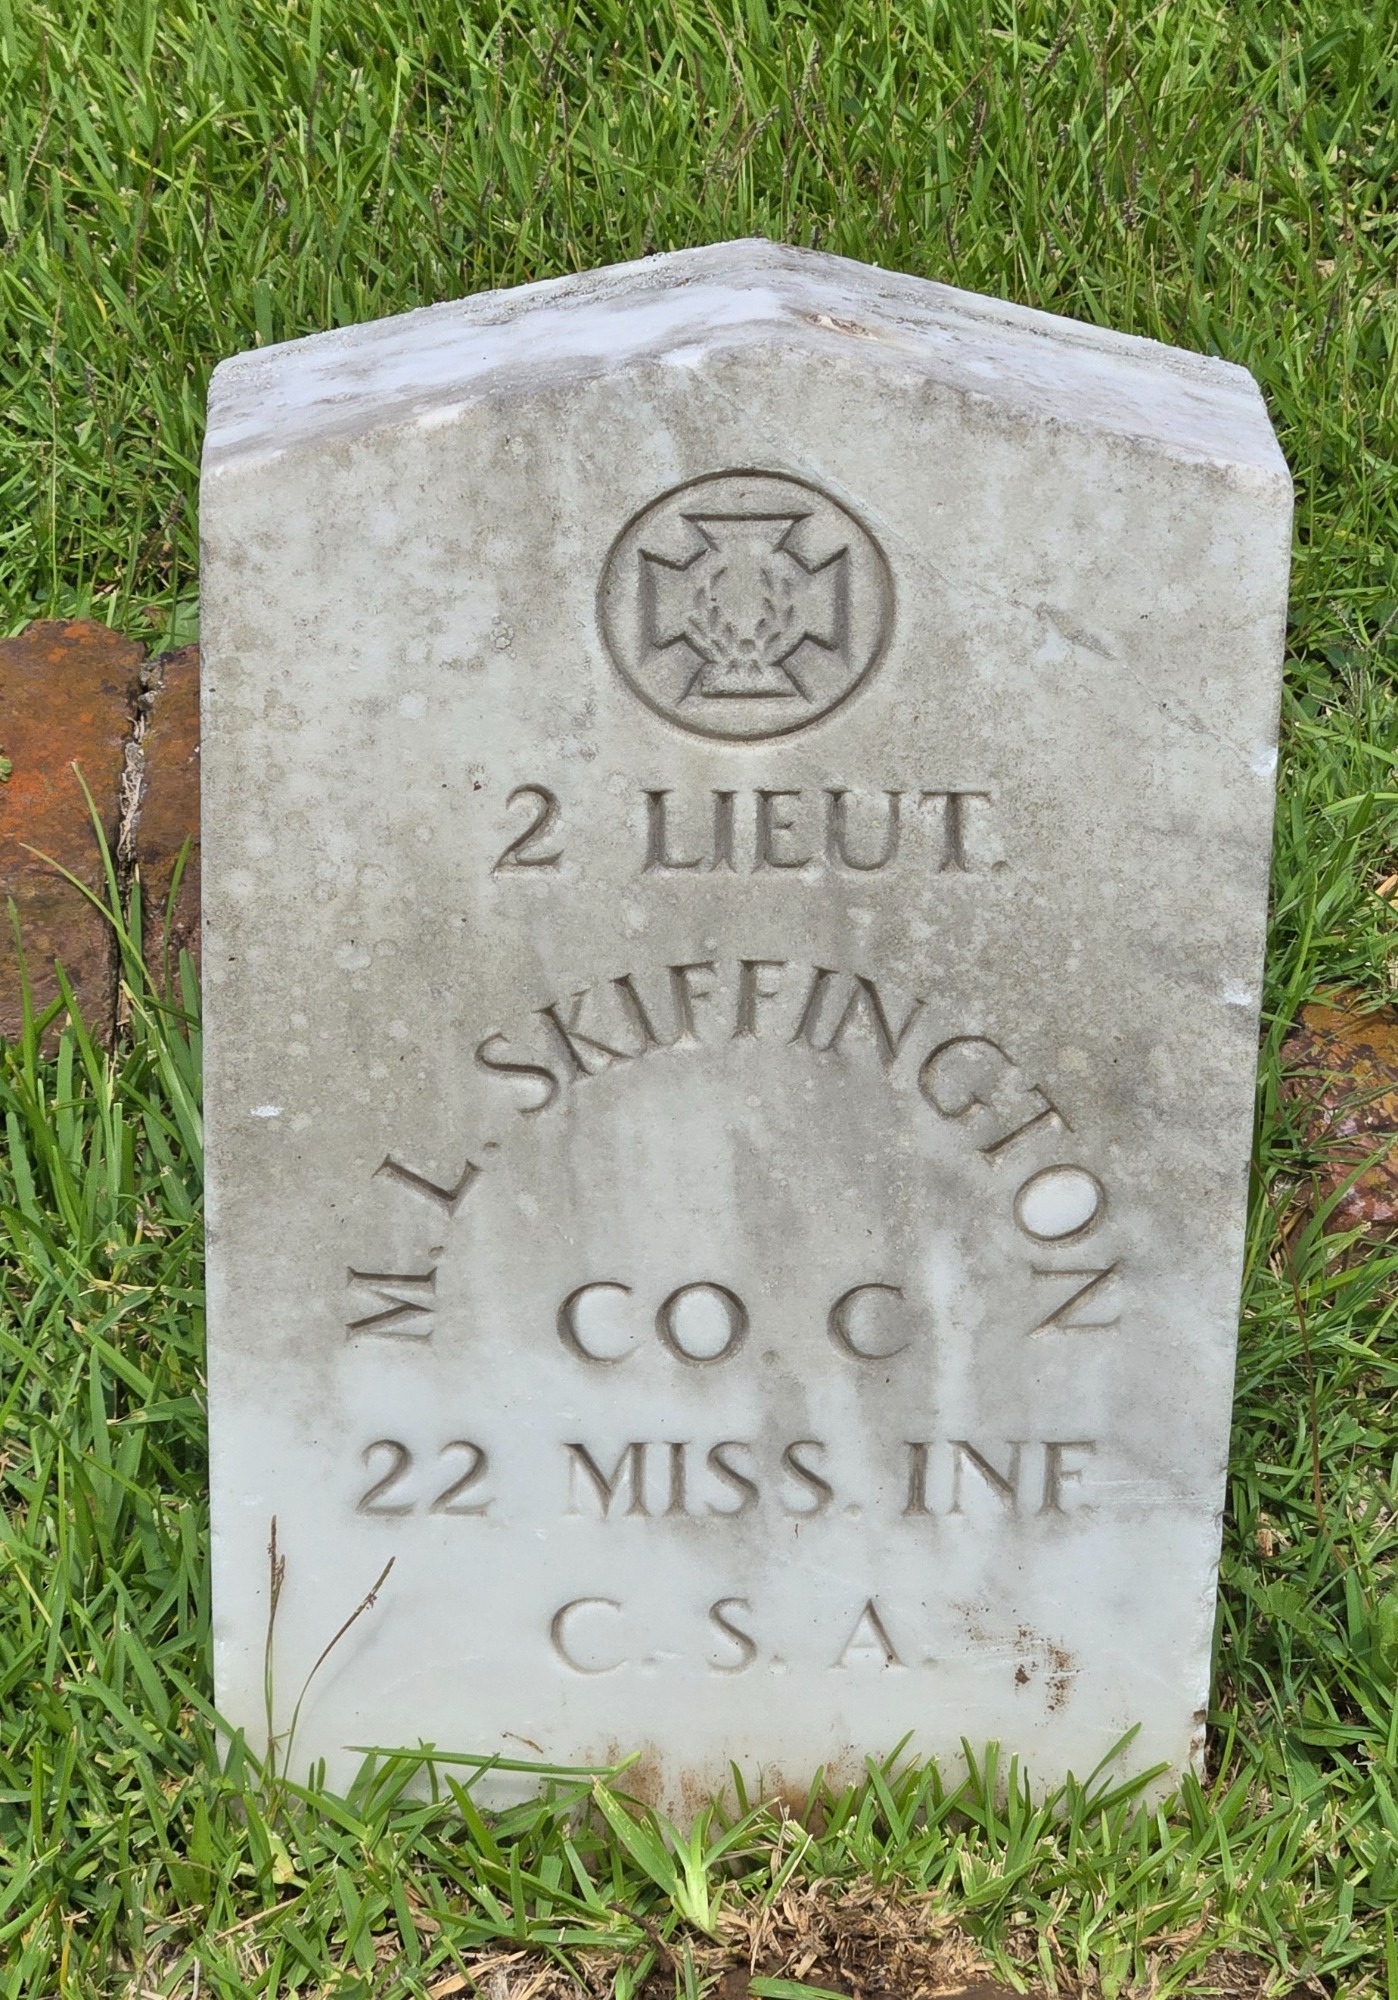 2 LIEUT.
M. L. SKIFFINGTON
CO. C
22 MISS. INF.
C. S. A.